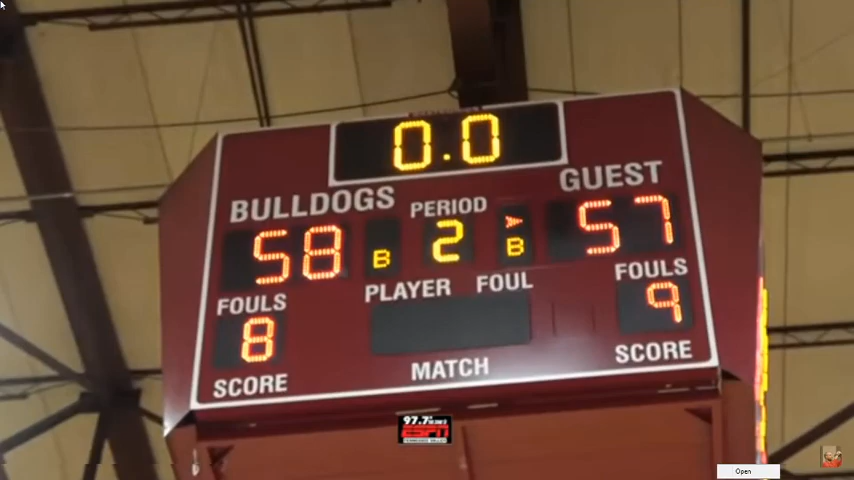 0.0
BULLDOGS PERIOD GUEST
58 B 2 B 57
FOULS PLAYER FOUL FOULS
8 9
SCORE MATCH SCORE
97.7
ESPN
Open